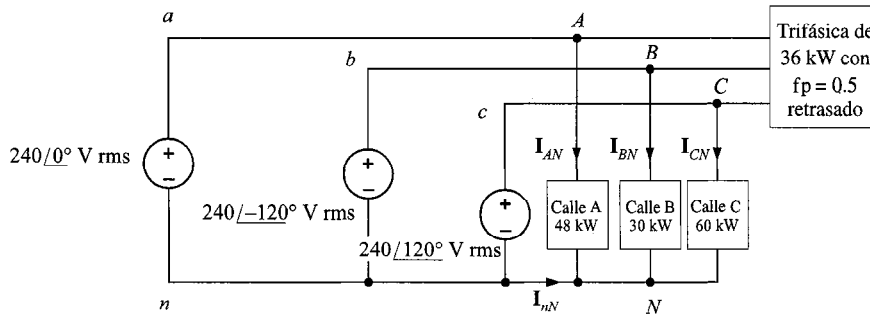 a
A
Trifásica de
36 kW con
fp = 0.5
retrasado
b
B
c
C
I_AN
I_BN
I_CN
240/0° V rms
+
−
240/−120° V rms
+
−
240/120° V rms
+
−
Calle A
48 kW
Calle B
30 kW
Calle C
60 kW
n
I_nN
N